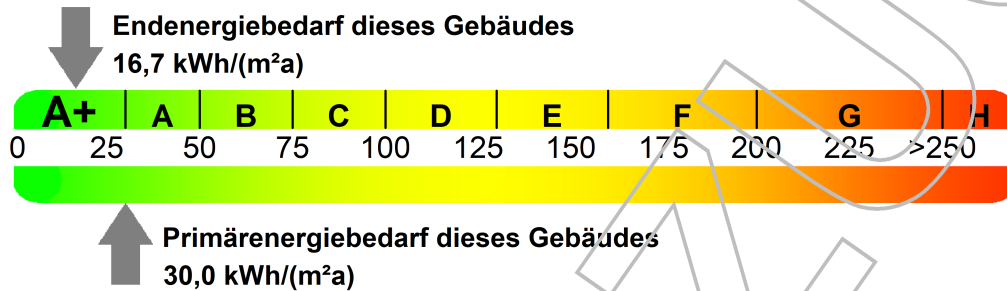 Endenergiebedarf dieses Gebäudes
16,7 kWh/(m²a)
A+ A B C D E F G H
0 25 50 75 100 125 150 175 200 225 >250
Primärenergiebedarf dieses Gebäudes
30,0 kWh/(m²a)